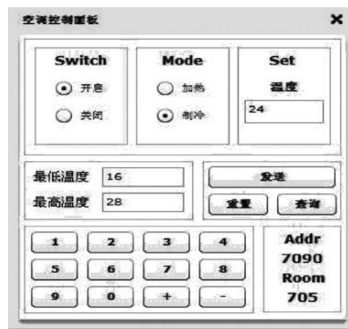 空调控制面板
Switch
开启
关闭
Mode
加热
制冷
Set
温度
24
最低温度 16
最高温度 28
发送
重置 查询
1 2 3 4
5 6 7 8
9 0 + -
Addr
7090
Room
705